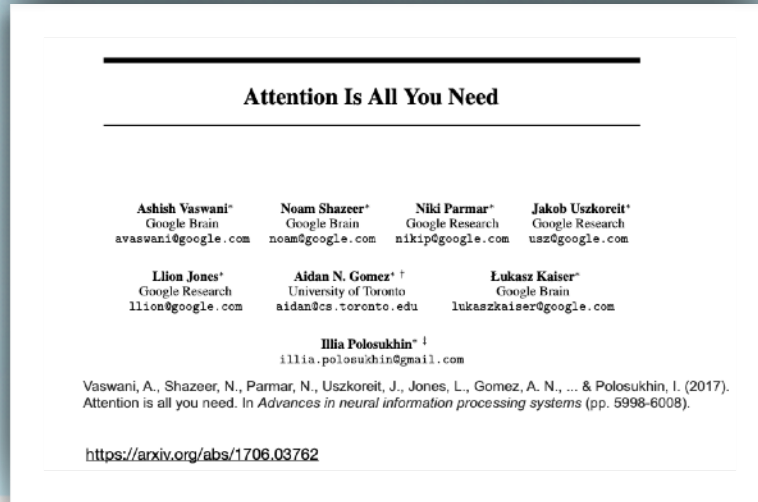 Attention Is All You Need
Ashish Vaswani* Noam Shazeer* Niki Parmar* Jakob Uszkoreit*
Google Brain Google Brain Google Research Google Research
avaswani@google.com noam@google.com nikip@google.com usz@google.com
Llion Jones* Aidan N. Gomez* † Łukasz Kaiser*
Google Research University of Toronto Google Brain
llion@google.com aidan@cs.toronto.edu lukaszkaiser@google.com
Illia Polosukhin* ‡
illia.polosukhin@gmail.com
Vaswani, A., Shazeer, N., Parmar, N., Uszkoreit, J., Jones, L., Gomez, A. N., ... & Polosukhin, I. (2017).
Attention is all you need. In Advances in neural information processing systems (pp. 5998-6008).
https://arxiv.org/abs/1706.03762